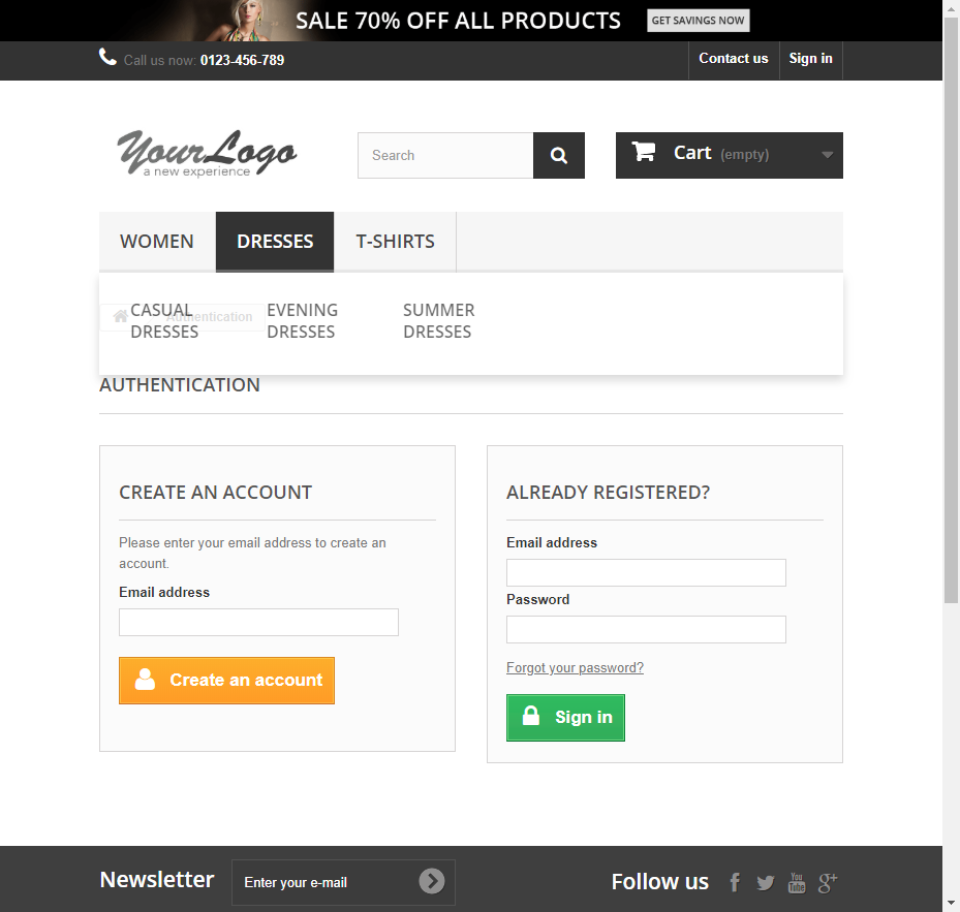 SALE 70% OFF ALL PRODUCTS GET SAVINGS NOW
Call us now: 0123-456-789 Contact us Sign in
YourLogo
a new experience
Search
Cart (empty)
WOMEN DRESSES T-SHIRTS
CASUAL DRESSES
EVENING DRESSES
SUMMER DRESSES
Authentication
AUTHENTICATION
CREATE AN ACCOUNT
Please enter your email address to create an
account.
Email address
Create an account
ALREADY REGISTERED?
Email address
Password
Forgot your password?
Sign in
Newsletter Enter your e-mail Follow us
You
Tube
g+